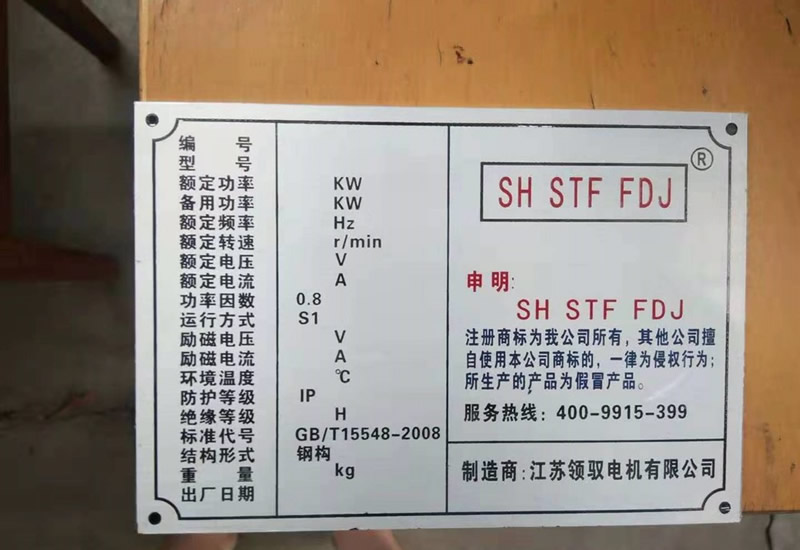 编 号
型 号
额定功率 KW
备用功率 KW
额定频率 Hz
额定转速 r/min
额定电压 V
额定电流 A
功率因数 0.8
运行方式 S1
励磁电压 V
励磁电流 A
环境温度 ℃
防护等级 IP
绝缘等级 H
标准代号 GB/T15548-2008
结构形式 钢构
重 量 kg
出厂日期
SH STF FDJ ®
申明:
SH STF FDJ
注册商标为我公司所有，其他公司擅
自使用本公司商标的，一律为侵权行为;
所生产的产品为假冒产品。
服务热线: 400-9915-399
制造商:江苏领驭电机有限公司